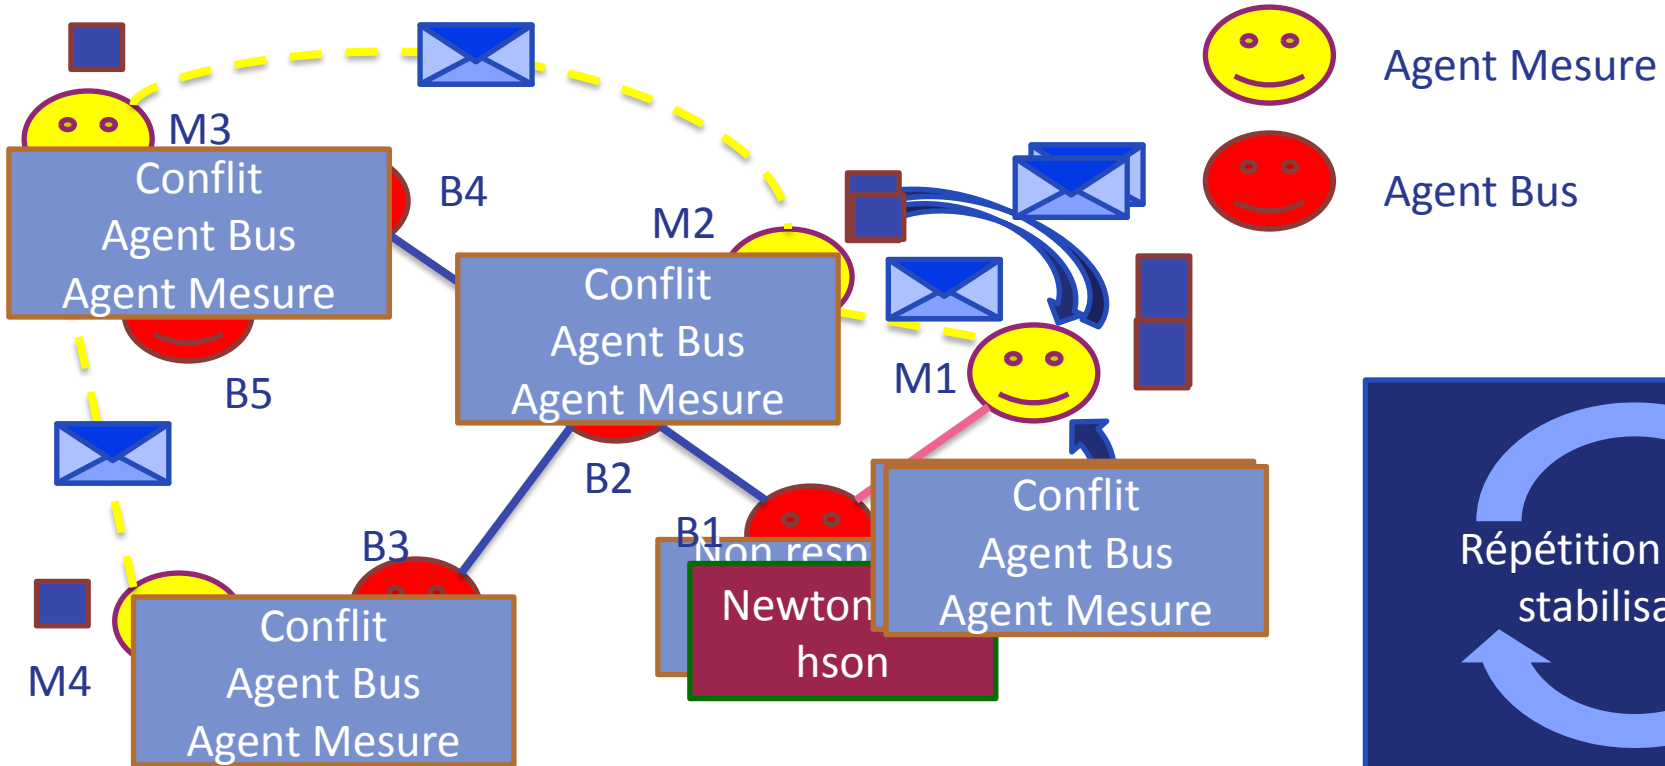 Agent Mesure
M3
Conflit
Agent Bus
Agent Mesure
B4
Agent Bus
M2
Conflit
Agent Bus
Agent Mesure
M1
B5
B2
Conflit
Agent Bus
Agent Mesure
B1
Non
Newton
hson
B3
Répétition
M4
Conflit
Agent Bus
Agent Mesure